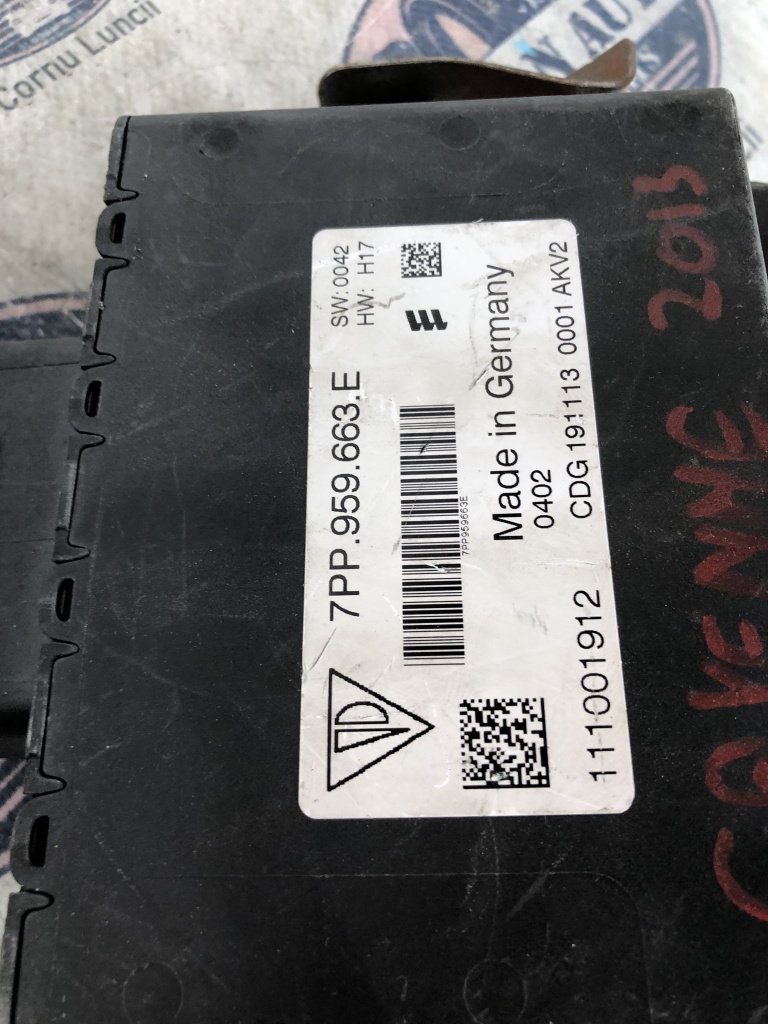 7PP.959.663.E
SW:0042
HW: H17
7PP959663E
Made in Germany
0402
CDG 191113 0001 AKV2
111001912
CAYENNE 2013
Cornu Luncii
N AU